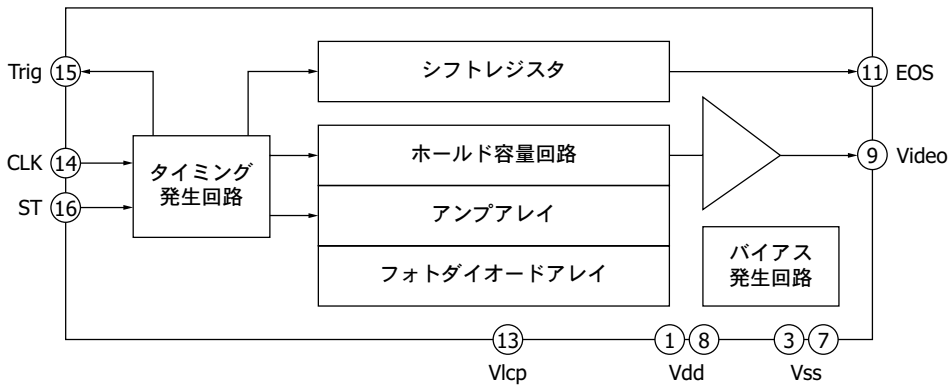 シフトレジスタ
Trig
15
11
EOS
ホールド容量回路
CLK
14
タイミング
発生回路
9
Video
ST
16
アンプアレイ
フォトダイオードアレイ
バイアス
発生回路
13
1
8
3
7
Vlcp
Vdd
Vss